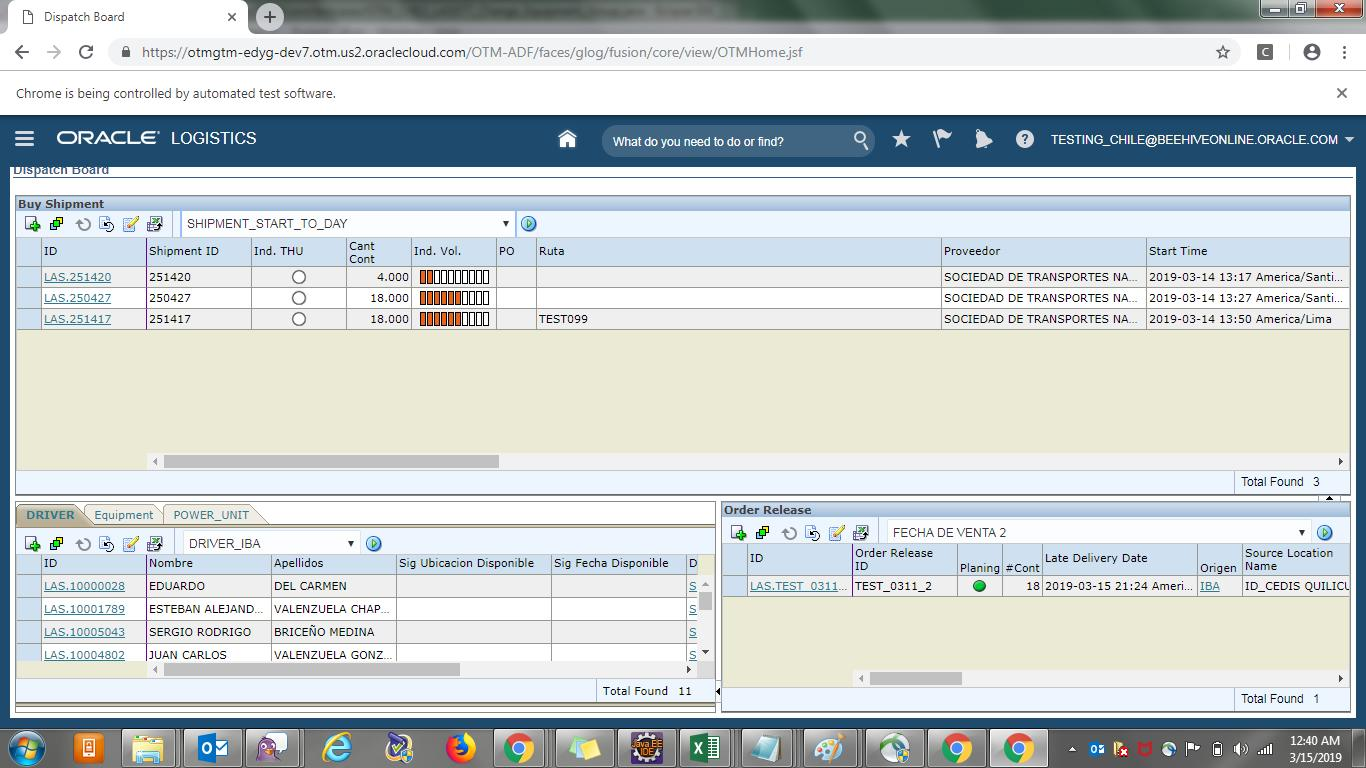 Dispatch Board
https://otmgtm-edyg-dev7.otm.us2.oraclecloud.com/OTM-ADF/faces/glog/fusion/core/view/OTMHome.jsf
C
Chrome is being controlled by automated test software.
ORACLE LOGISTICS
What do you need to do or find?
TESTING_CHILE@BEEHIVEONLINE.ORACLE.COM
Dispatch Board
Buy Shipment
SHIPMENT_START_TO_DAY
ID Shipment ID Ind. THU Cant Cont Ind. Vol. PO Ruta Proveedor Start Time
LAS.251420 251420 4.000 SOCIEDAD DE TRANSPORTES NA... 2019-03-14 13:17 America/Santi...
LAS.250427 250427 18.000 SOCIEDAD DE TRANSPORTES NA... 2019-03-14 13:27 America/Santi...
LAS.251417 251417 18.000 TEST099 SOCIEDAD DE TRANSPORTES NA... 2019-03-14 13:50 America/Lima
Total Found 3
DRIVER Equipment POWER_UNIT
DRIVER_IBA
ID Nombre Apellidos Sig Ubicacion Disponible Sig Fecha Disponible D
LAS.10000028 EDUARDO DEL CARMEN S
LAS.10001789 ESTEBAN ALEJAND... VALENZUELA CHAP... S
LAS.10005043 SERGIO RODRIGO BRICEÑO MEDINA S
LAS.10004802 JUAN CARLOS VALENZUELA GONZ... S
Total Found 11
Order Release
FECHA DE VENTA 2
ID Order Release ID Planing #Cont Late Delivery Date Origen Source Location Name
LAS.TEST_0311... TEST_0311_2 18 2019-03-15 21:24 Ameri... IBA ID_CEDIS QUILICU
Total Found 1
Java EE
IDE
12:40 AM
3/15/2019